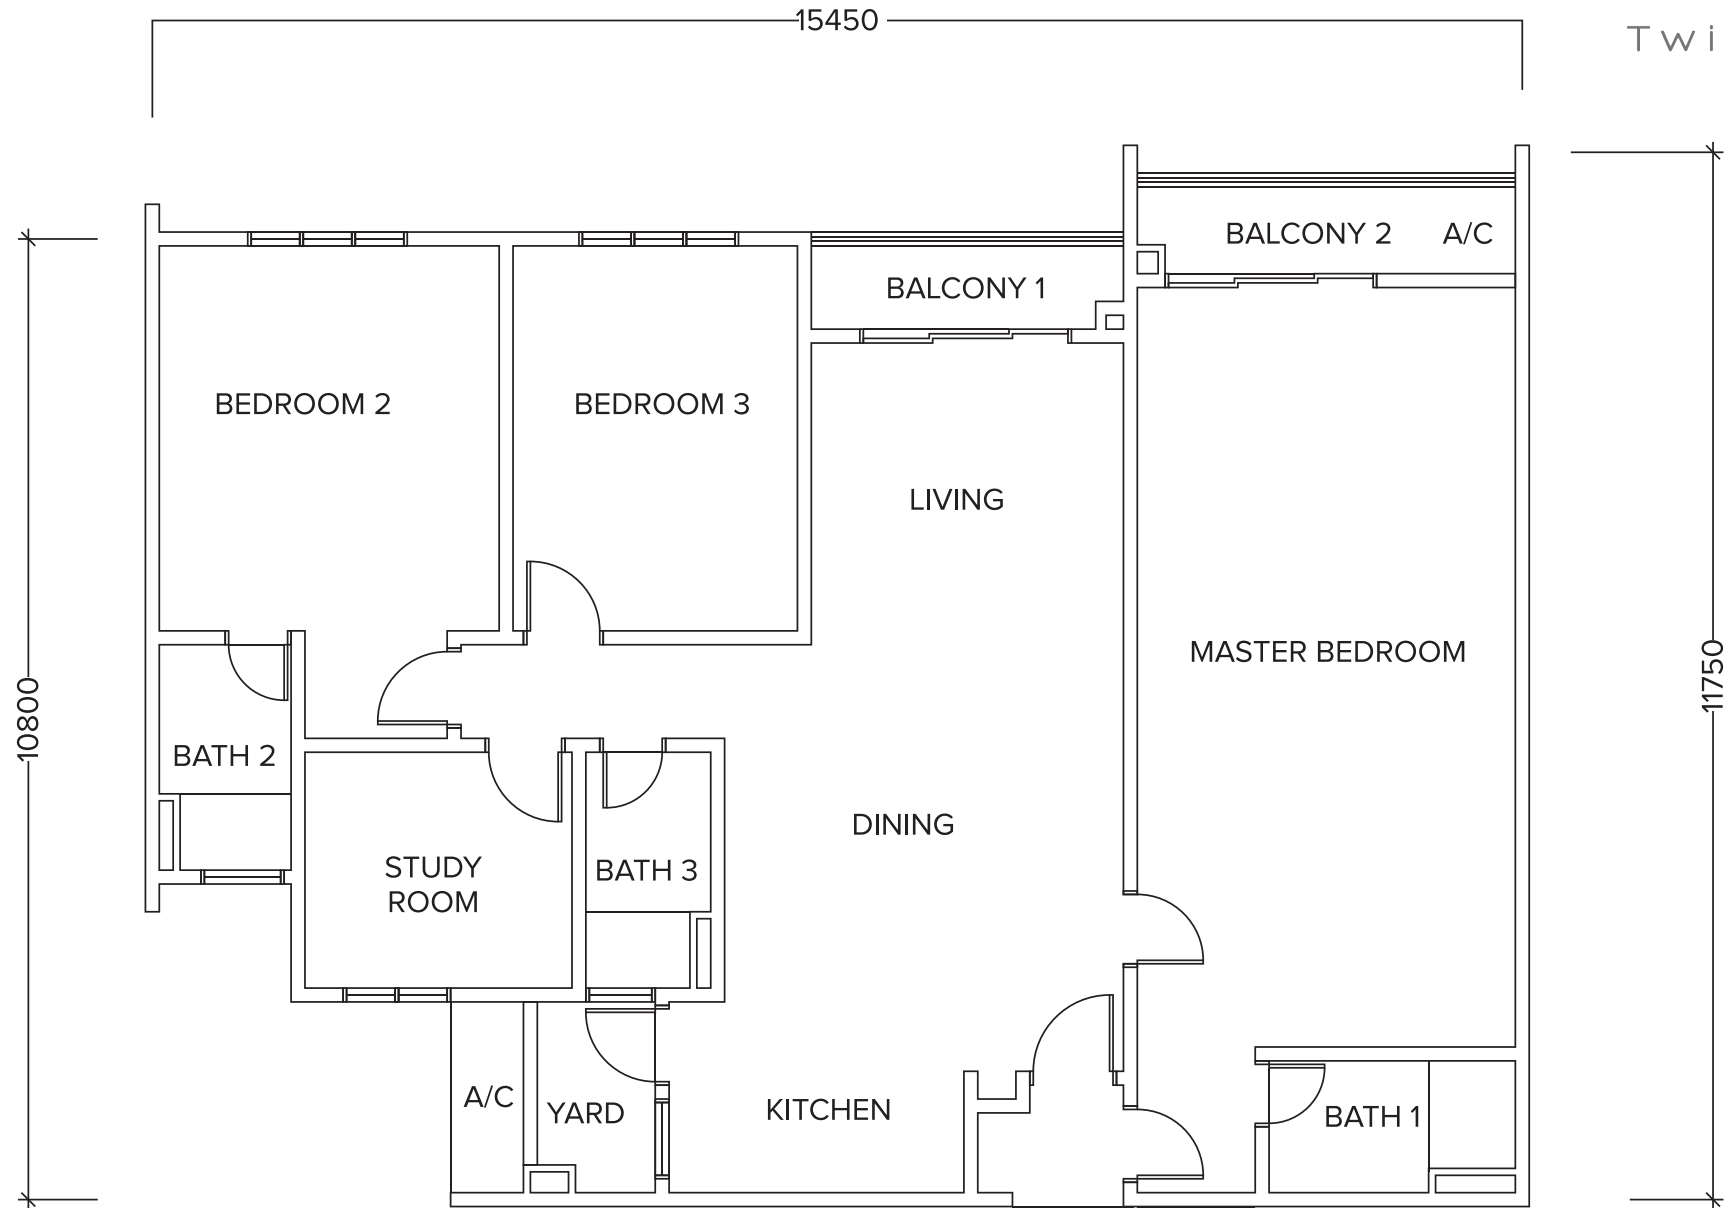 15450
Twi
BALCONY 2 A/C
BALCONY 1
BEDROOM 2
BEDROOM 3
LIVING
MASTER BEDROOM
10800
11750
BATH 2
DINING
STUDY
ROOM
BATH 3
A/C
YARD
KITCHEN
BATH 1